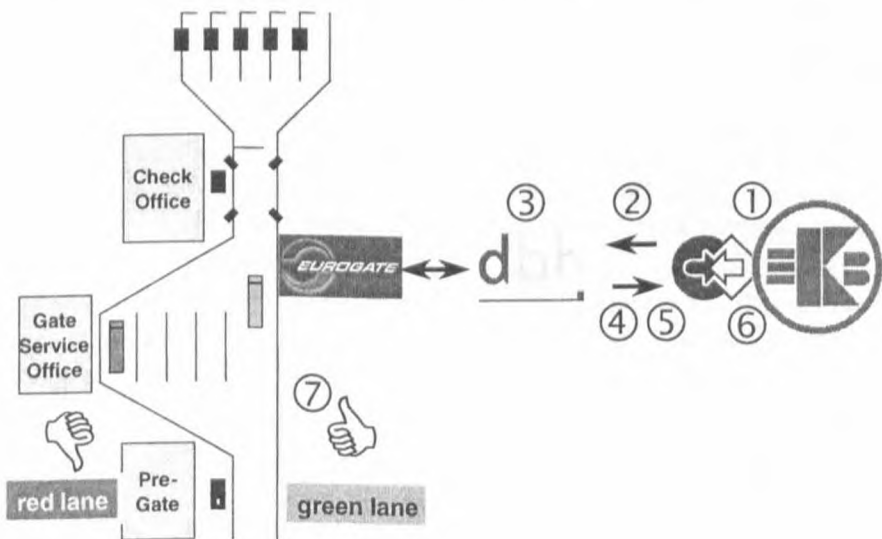 Check
Office
③
②
①
EUROGATE
d
④ ⑤
⑥
Gate
Service
Office
⑦
red lane
Pre-
Gate
green lane